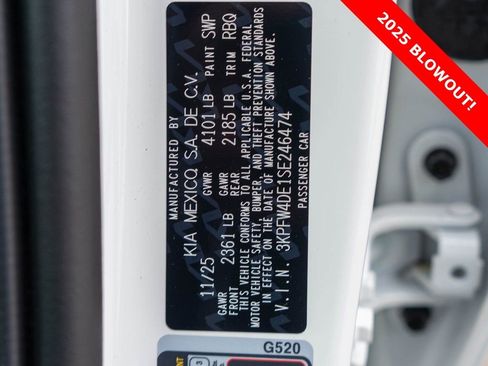 2025 BLOWOUT!
MANUFACTURED BY
KIA MEXICO, S.A. DE C.V.
11/25 GVWR 4101 LB PAINT SWP
GAWR FRONT 2361 LB GAWR REAR 2185 LB TRIM RBQ
THIS VEHICLE CONFORMS TO ALL APPLICABLE U.S.A. FEDERAL
MOTOR VEHICLE SAFETY, BUMPER, AND THEFT PREVENTION STANDARDS
IN EFFECT ON THE DATE OF MANUFACTURE SHOWN ABOVE.
V.I.N. 3KPFW4DE1SE246474
PASSENGER CAR
G520
3